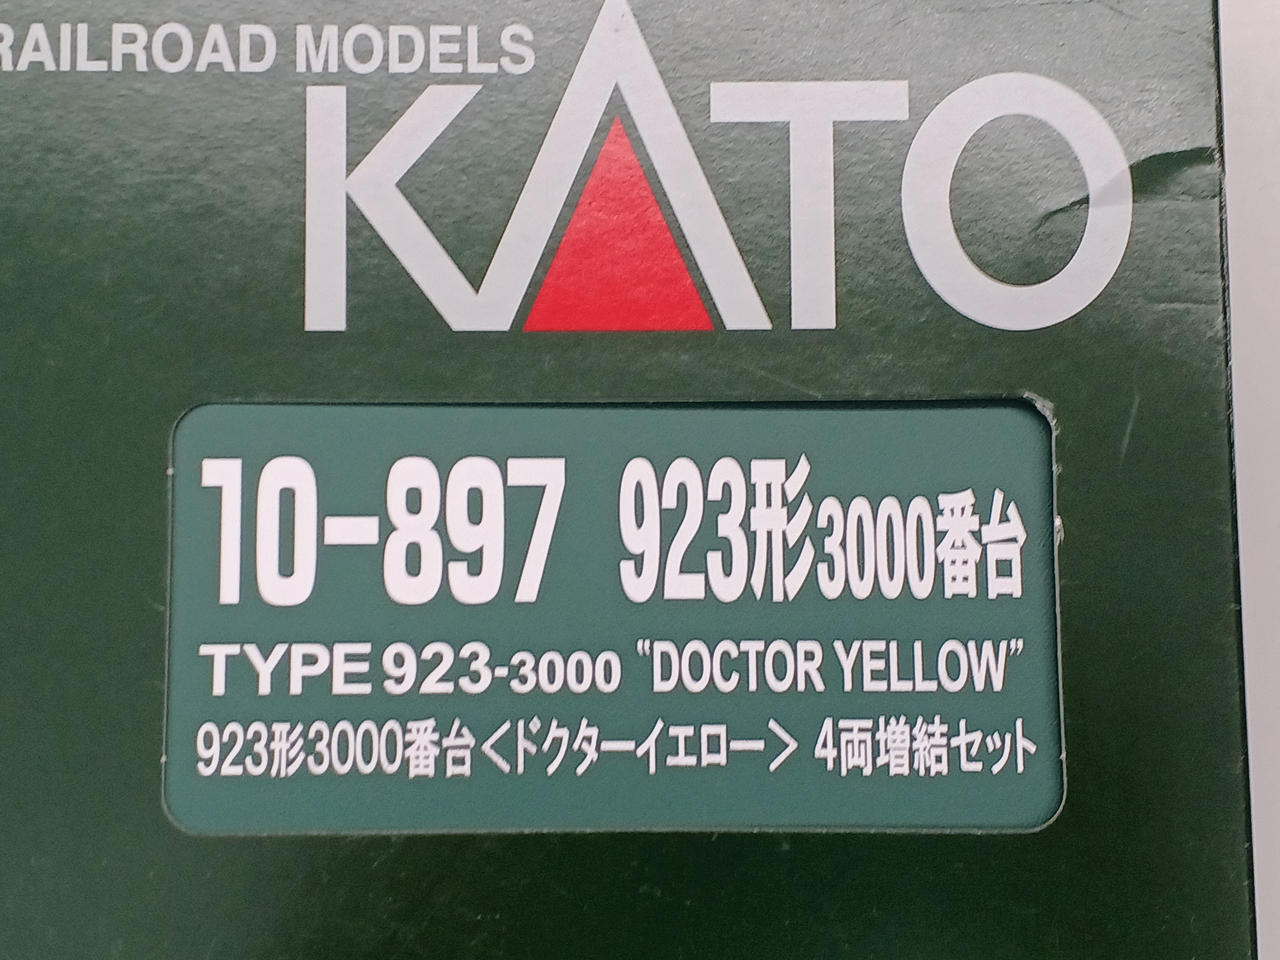 RAILROAD MODELS
KATO
10-897 923形3000番台
TYPE 923-3000 “DOCTOR YELLOW”
923形3000番台＜ドクターイエロー＞ 4両増結セット